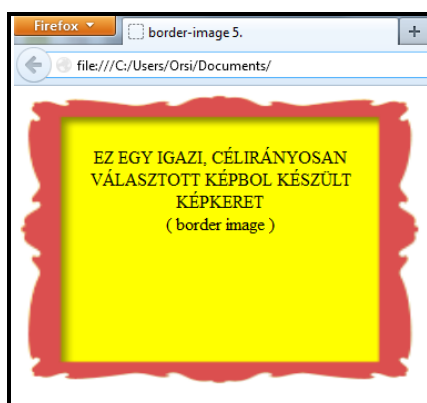 Firefox
border-image 5.
file:///C:/Users/Orsi/Documents/
EZ EGY IGAZI, CÉLIRÁNYOSAN
VÁLASZTOTT KÉPBOL KÉSZÜLT
KÉPKERET
( border image )